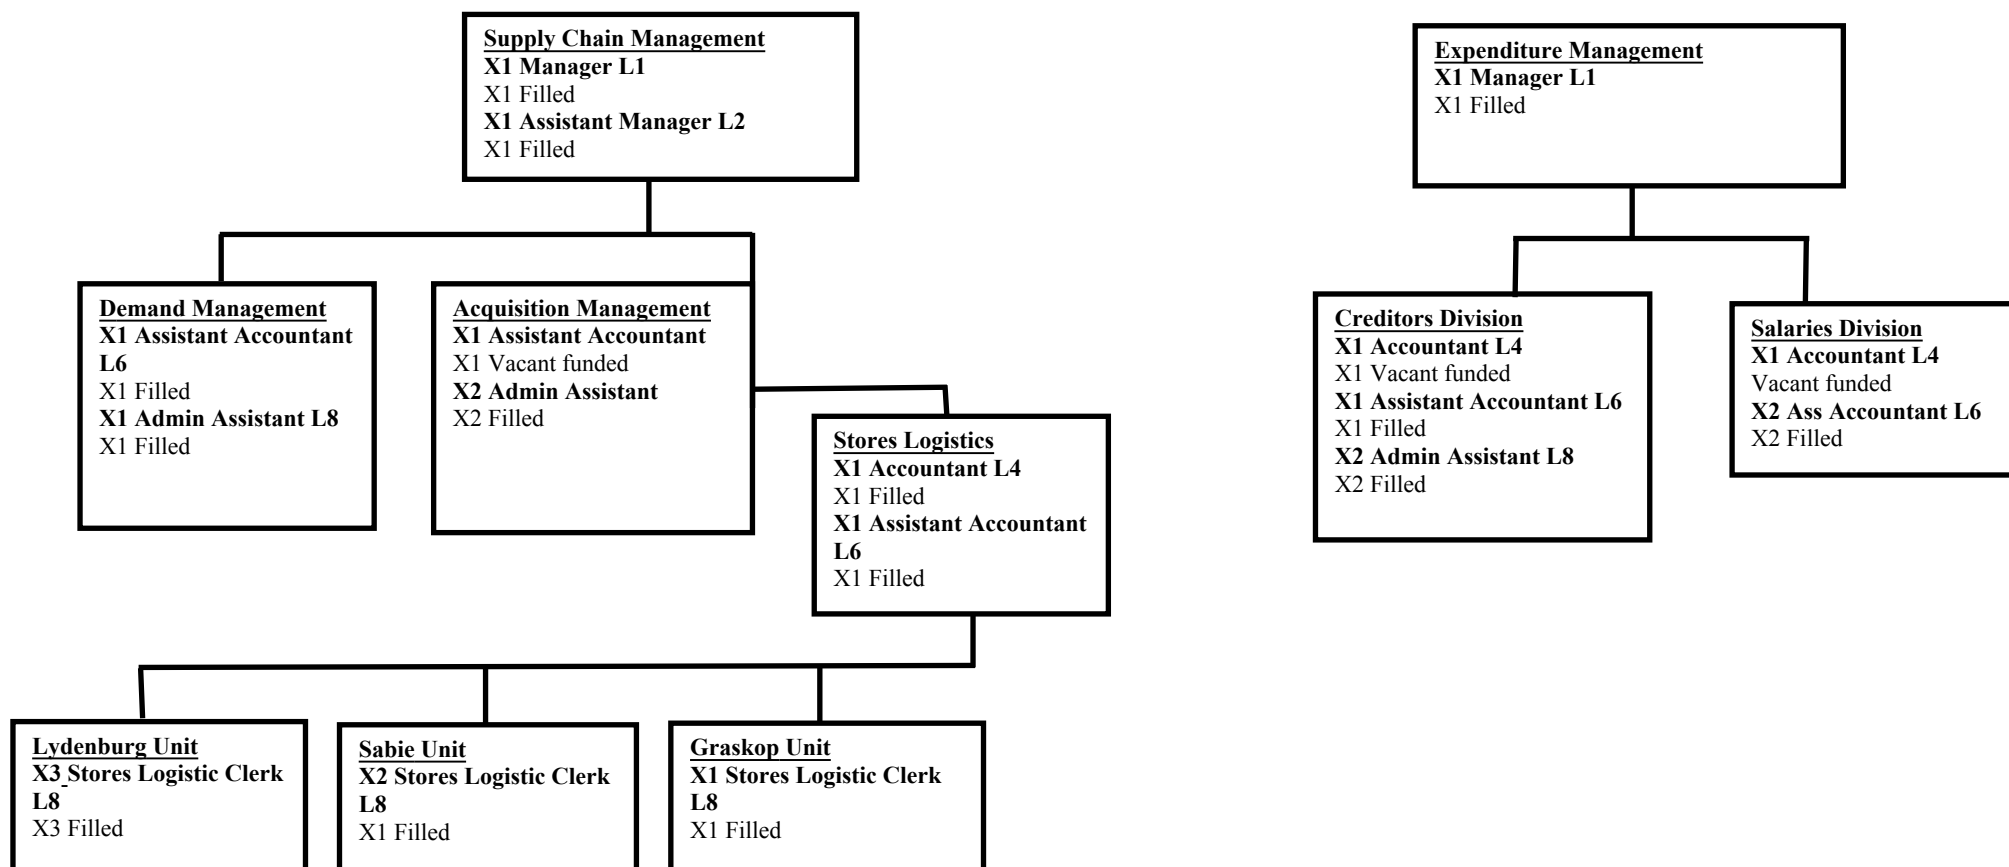 Supply Chain Management
X1 Manager L1
X1 Filled
X1 Assistant Manager L2
X1 Filled
Expenditure Management
X1 Manager L1
X1 Filled
Demand Management
X1 Assistant Accountant
L6
X1 Filled
X1 Admin Assistant L8
X1 Filled
Acquisition Management
X1 Assistant Accountant
X1 Vacant funded
X2 Admin Assistant
X2 Filled
Stores Logistics
X1 Accountant L4
X1 Filled
X1 Assistant Accountant
L6
X1 Filled
Creditors Division
X1 Accountant L4
X1 Vacant funded
X1 Assistant Accountant L6
X1 Filled
X2 Admin Assistant L8
X2 Filled
Salaries Division
X1 Accountant L4
Vacant funded
X2 Ass Accountant L6
X2 Filled
Lydenburg Unit
X3 Stores Logistic Clerk
L8
X3 Filled
Sabie Unit
X2 Stores Logistic Clerk
L8
X1 Filled
Graskop Unit
X1 Stores Logistic Clerk
L8
X1 Filled